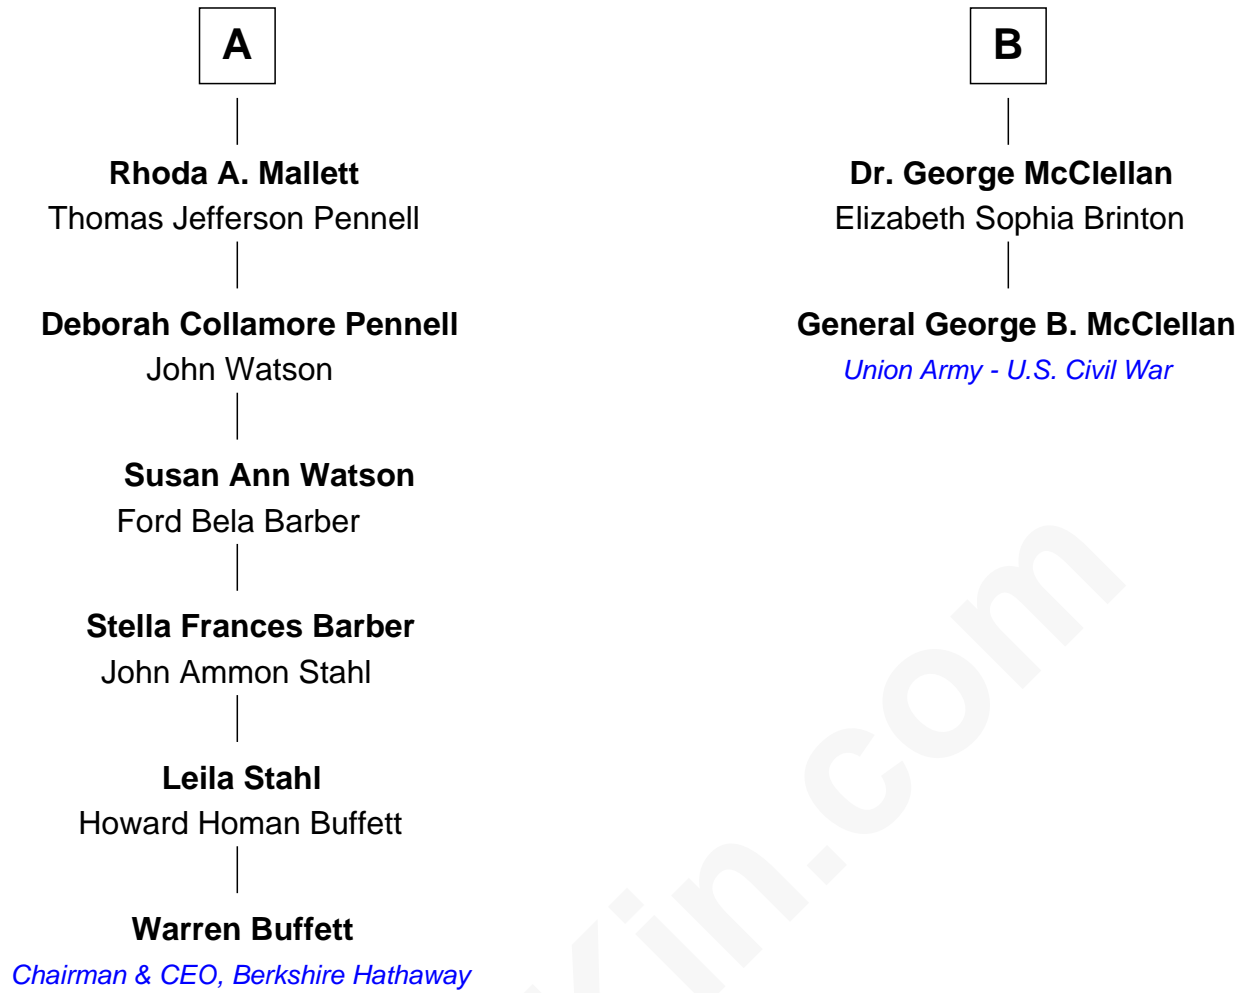 A
Rhoda A. Mallett
Thomas Jefferson Pennell
Deborah Collamore Pennell
John Watson
Susan Ann Watson
Ford Bela Barber
Stella Frances Barber
John Ammon Stahl
Leila Stahl
Howard Homan Buffett
Warren Buffett
Chairman & CEO, Berkshire Hathaway
B
Dr. George McClellan
Elizabeth Sophia Brinton
General George B. McClellan
Union Army - U.S. Civil War
Kin.com